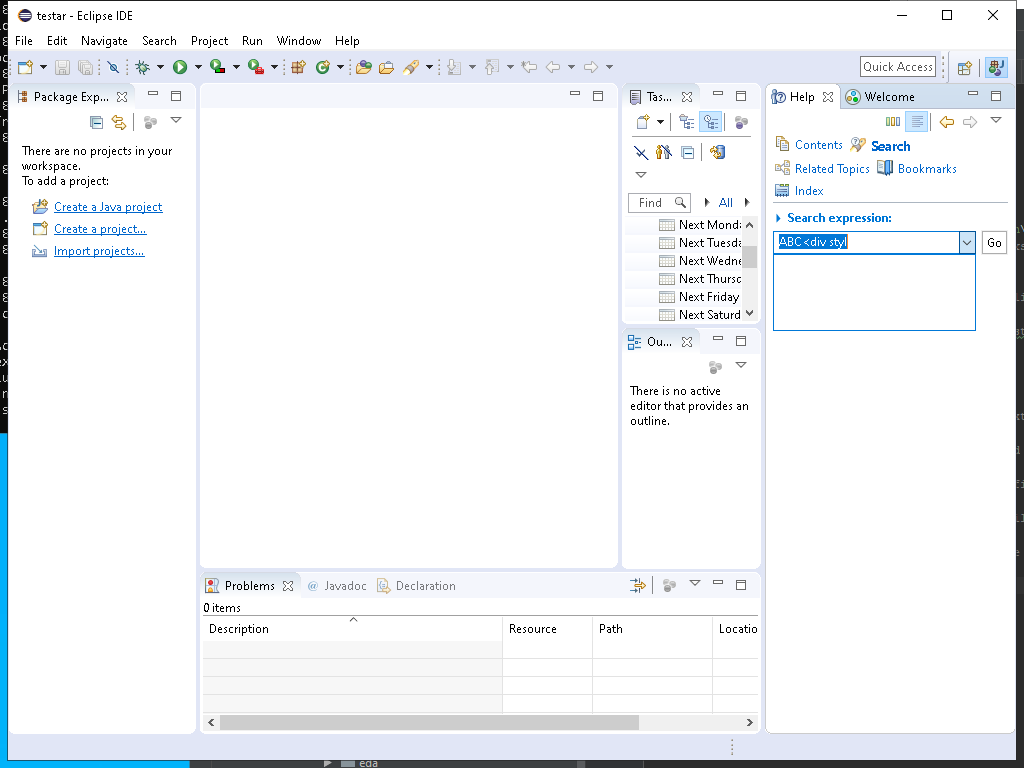 testar - Eclipse IDE
File Edit Navigate Search Project Run Window Help
Quick Access
Package Exp...
There are no projects in your
workspace.
To add a project:
Create a Java project
Create a project...
Import projects...
Tas...
Find
All
Next Mond
Next Tuesda
Next Wedne
Next Thursd
Next Friday
Next Saturd
Ou...
There is no active
editor that provides an
outline.
Help
Welcome
Contents Search
Related Topics Bookmarks
Index
Search expression:
ABC<div styl
Go
Problems @ Javadoc Declaration
0 items
Description Resource Path Locatio
eda